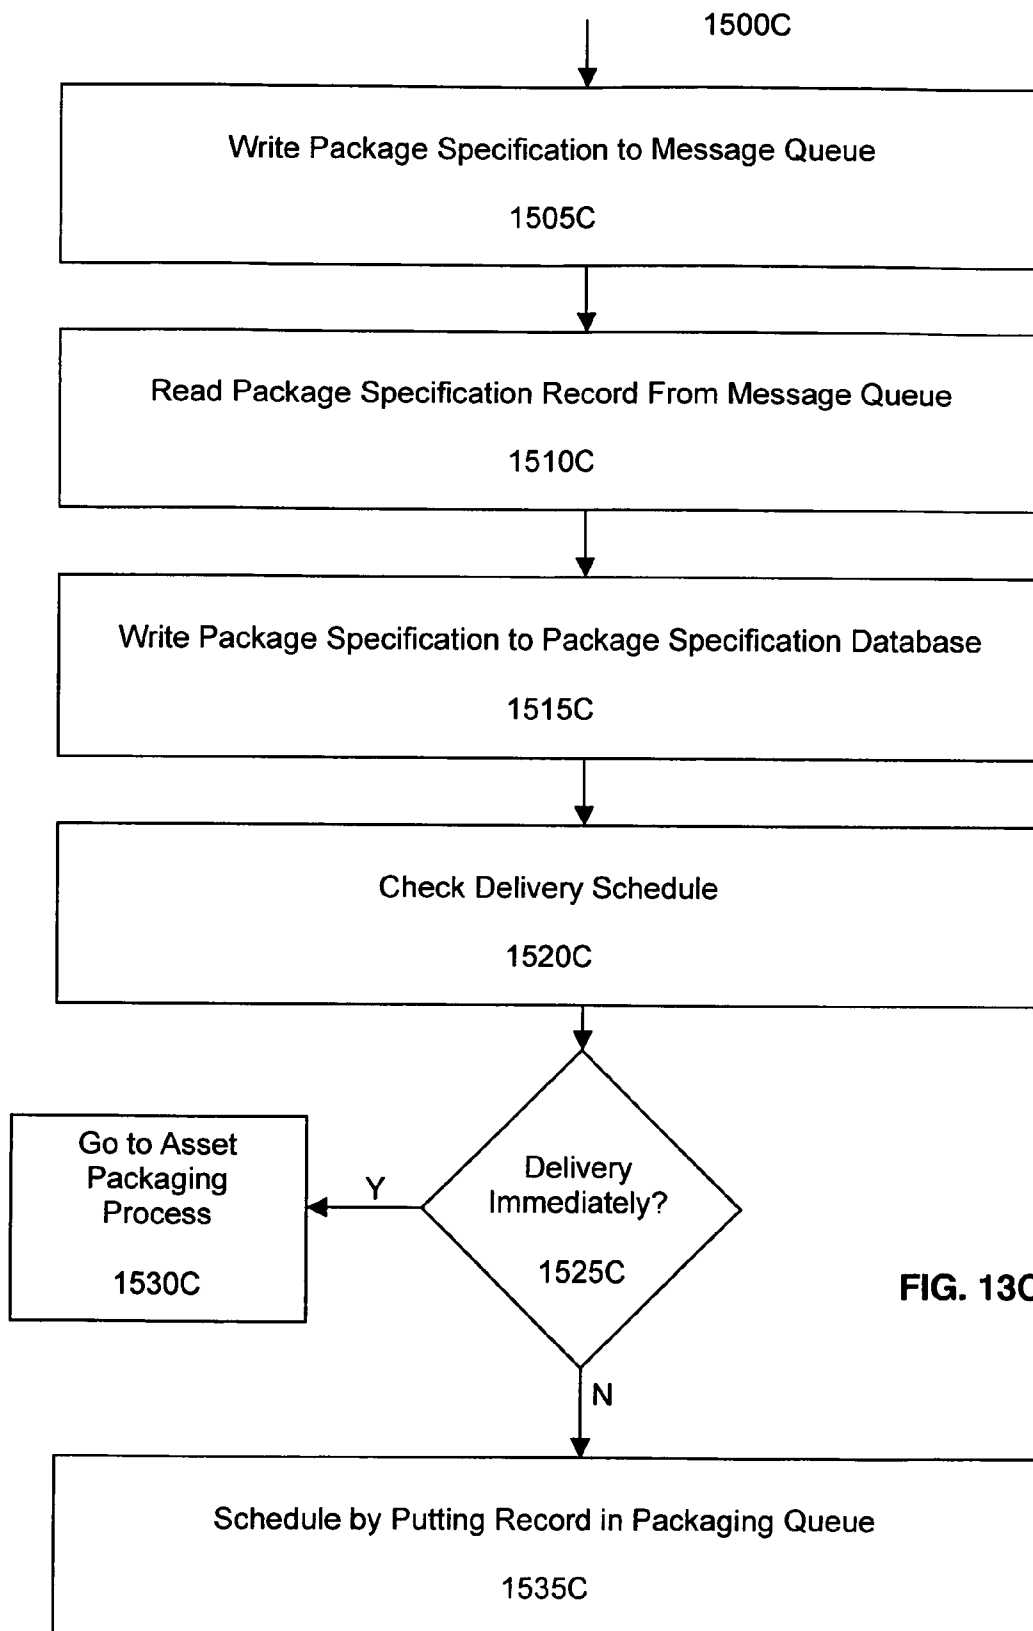 1500C
Write Package Specification to Message Queue
1505C
Read Package Specification Record From Message Queue
1510C
Write Package Specification to Package Specification Database
1515C
Check Delivery Schedule
1520C
Delivery
Immediately?
1525C
Y
Go to Asset
Packaging
Process
1530C
FIG. 13C
N
Schedule by Putting Record in Packaging Queue
1535C